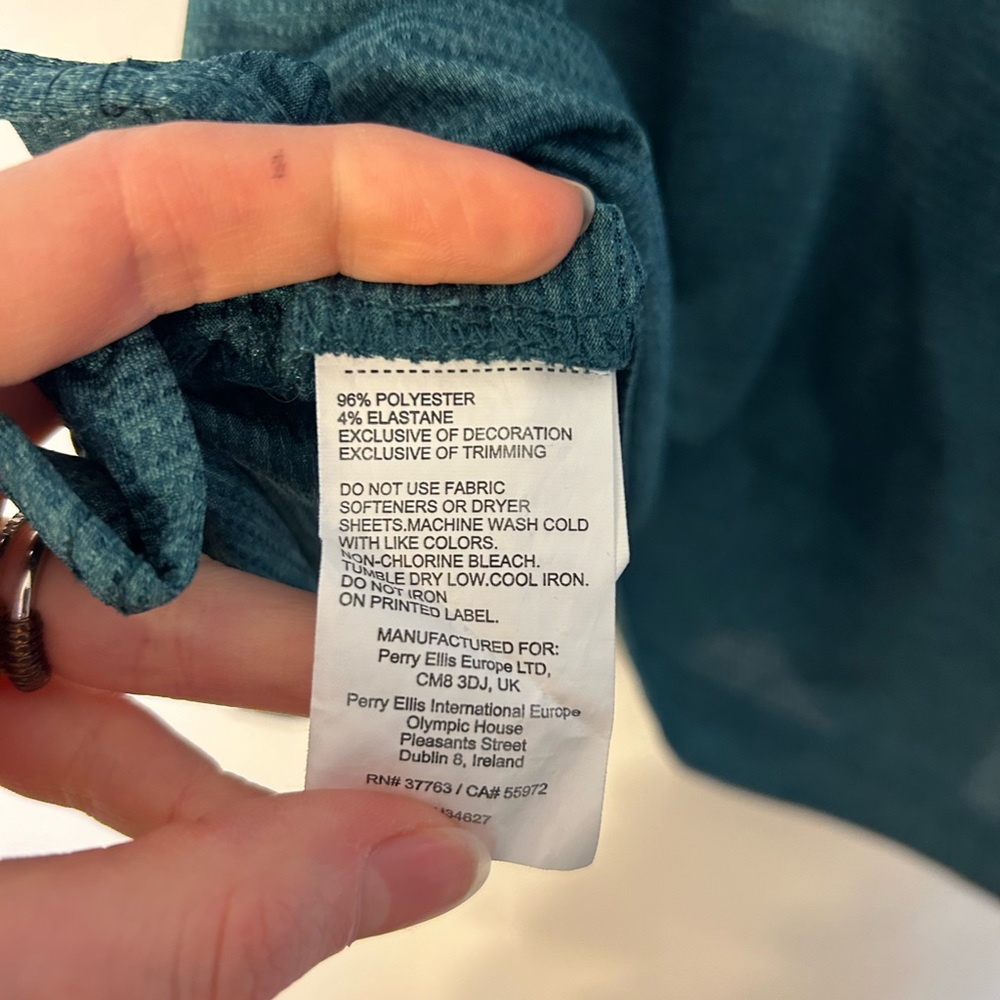 96% POLYESTER
4% ELASTANE
EXCLUSIVE OF DECORATION
EXCLUSIVE OF TRIMMING
DO NOT USE FABRIC
SOFTENERS OR DRYER
SHEETS.MACHINE WASH COLD
WITH LIKE COLORS.
NON-CHLORINE BLEACH.
TUMBLE DRY LOW.COOL IRON.
DO NOT IRON
ON PRINTED LABEL.
MANUFACTURED FOR:
Perry Ellis Europe LTD,
CM8 3DJ, UK
Perry Ellis International Europe
Olympic House
Pleasants Street
Dublin 8, Ireland
RN# 37763 / CA# 55972
34627